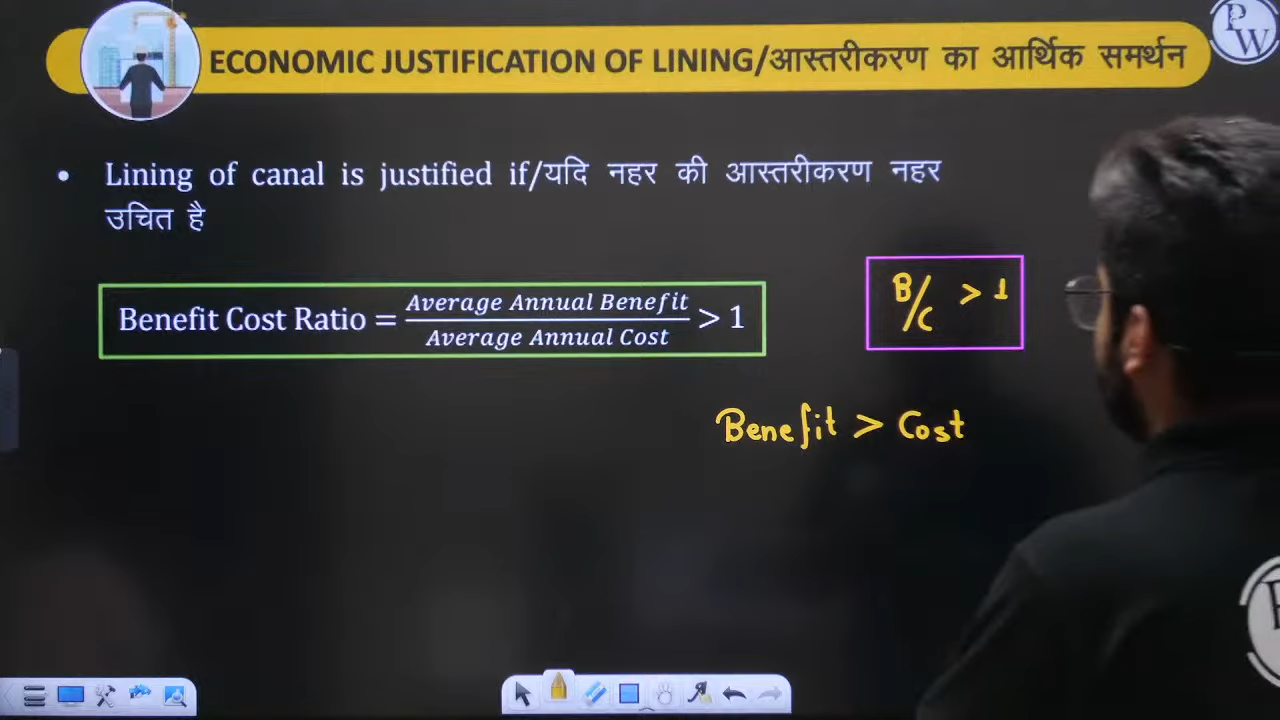 PW
ECONOMIC JUSTIFICATION OF LINING/आस्तरीकरण का आर्थिक समर्थन
• Lining of canal is justified if/यदि नहर की आस्तरीकरण नहर
उचित है
Benefit Cost Ratio = Average Annual Benefit / Average Annual Cost > 1
B/C > 1
Benefit > Cost